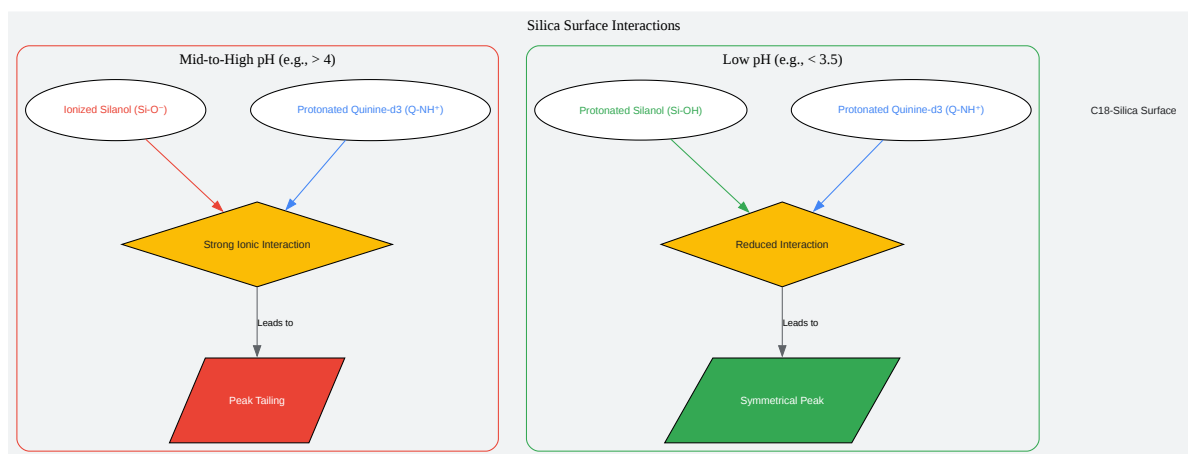 Silica Surface Interactions
Mid-to-High pH (e.g., > 4)
Ionized Silanol (Si-O⁻)
Protonated Quinine-d3 (Q-NH⁺)
Strong Ionic Interaction
Leads to
Peak Tailing
Low pH (e.g., < 3.5)
Protonated Silanol (Si-OH)
Protonated Quinine-d3 (Q-NH⁺)
Reduced Interaction
Leads to
Symmetrical Peak
C18-Silica Surface